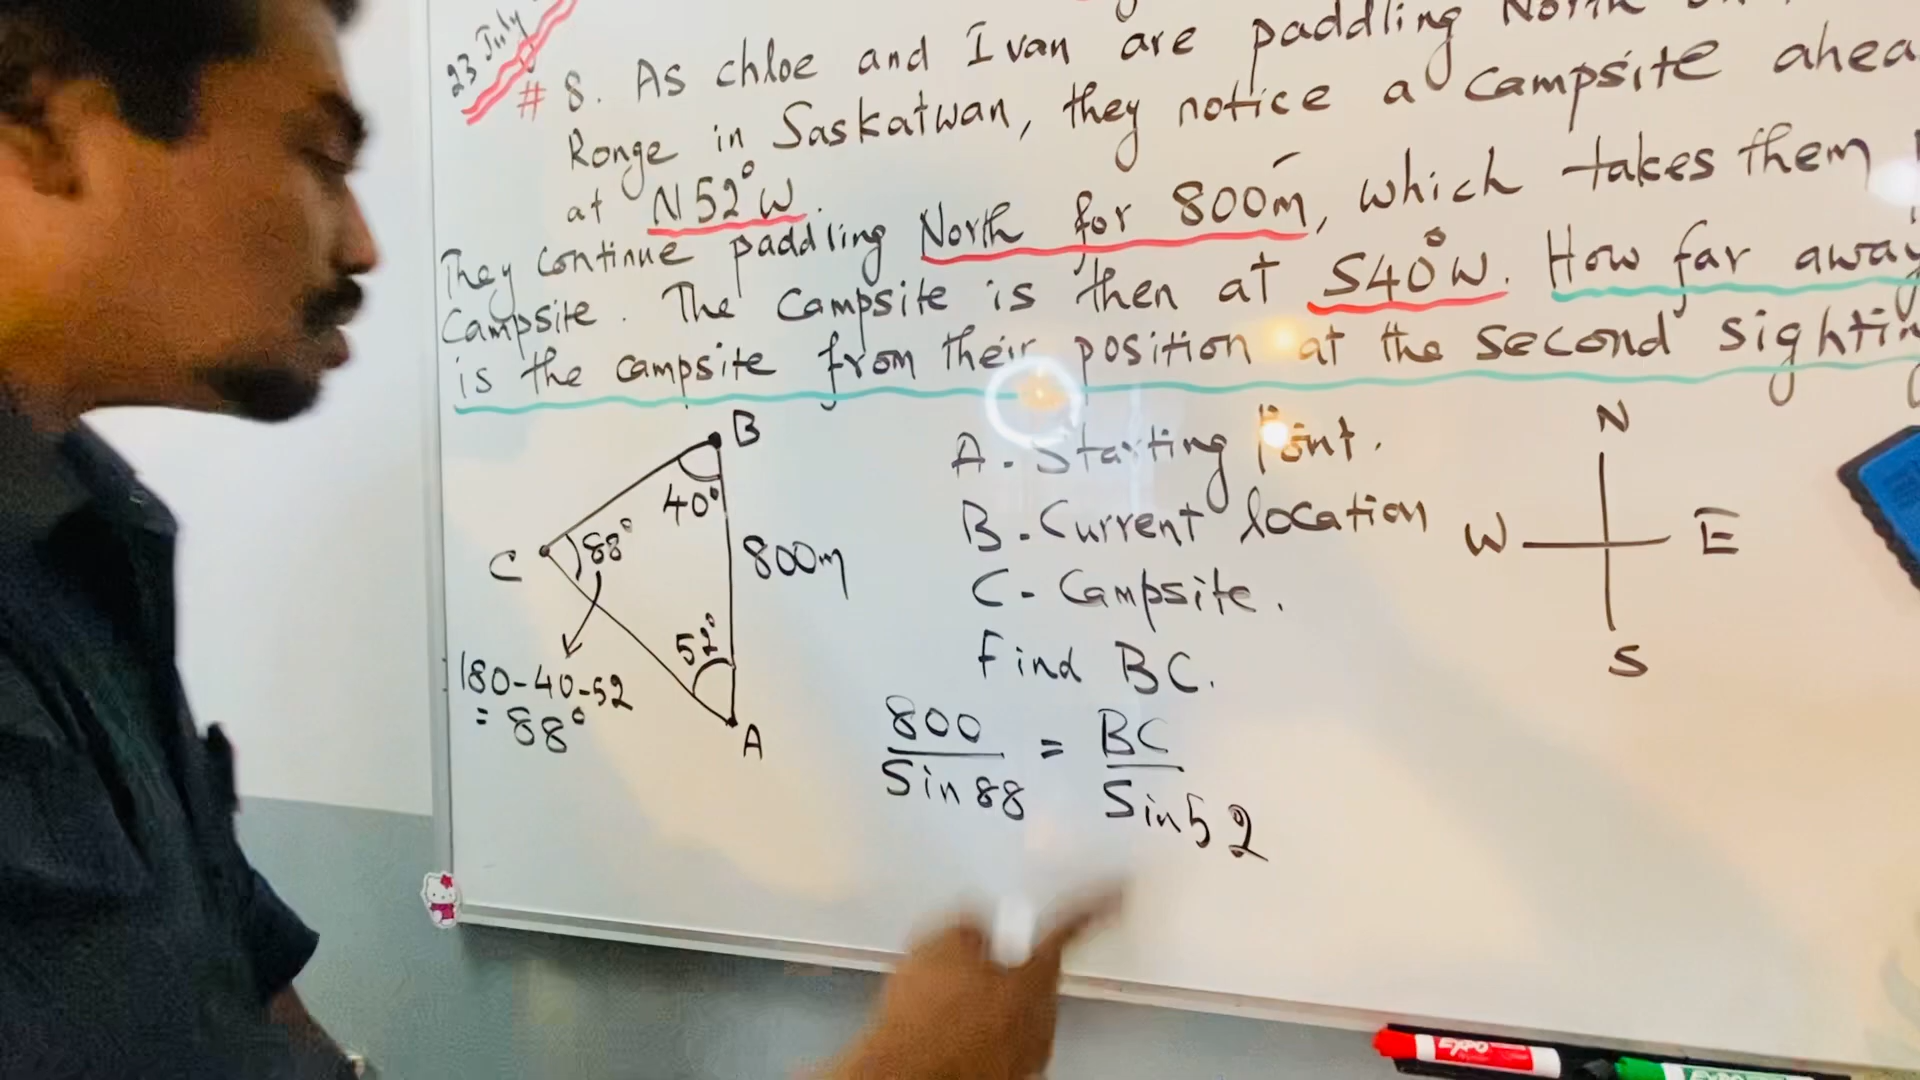 23 July
# 8. As chloe and Ivan are paddling North
Ronge in Saskatwan, they notice a campsite ahea
at N52°W.
They continue paddling North for 800m, which takes them
Campsite. The campsite is then at S40°W. How far away
is the campsite from their position at the second sightin
B
40°
C
88°
800m
52°
180-40-52
= 88°
A
A - Starting Point.
B - Current location
C - Campsite.
Find BC.
800 = BC
Sin 88 Sin 52
N
W E
S
EXPO
EXPO